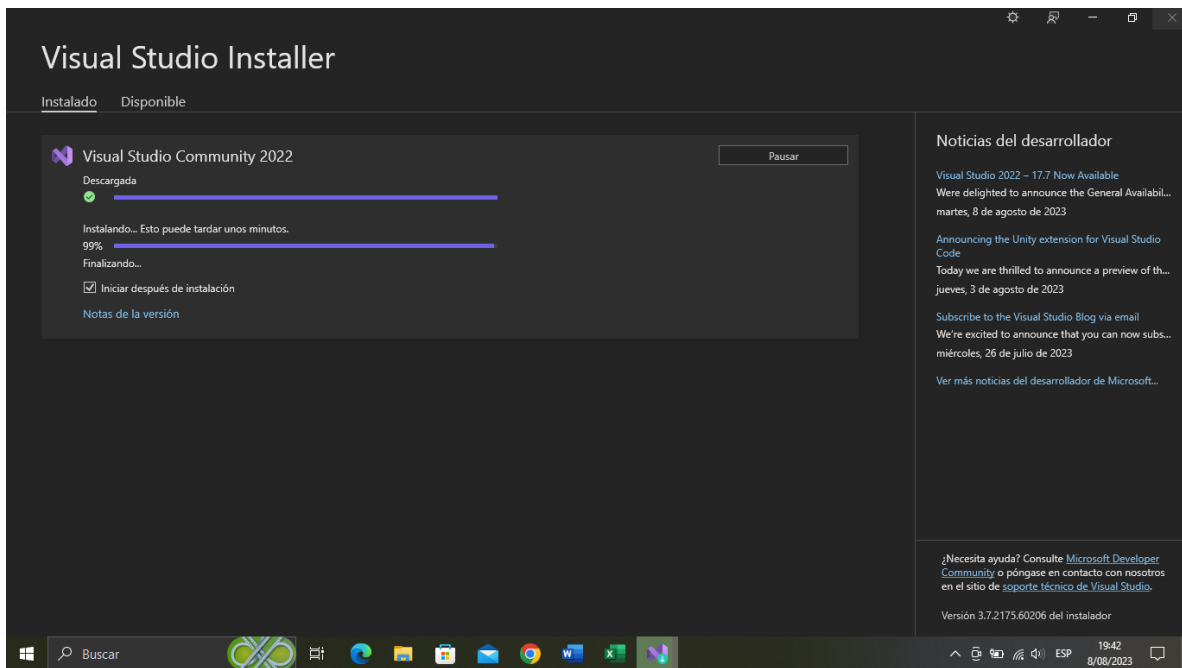 Visual Studio Installer
Instalado Disponible
Visual Studio Community 2022
Pausar
Descargada
Instalando... Esto puede tardar unos minutos.
99%
Finalizando...
Iniciar después de instalación
Notas de la versión
Noticias del desarrollador
Visual Studio 2022 – 17.7 Now Available
Were delighted to announce the General Availabil...
martes, 8 de agosto de 2023
Announcing the Unity extension for Visual Studio
Code
Today we are thrilled to announce a preview of th...
jueves, 3 de agosto de 2023
Subscribe to the Visual Studio Blog via email
We're excited to announce that you can now subs...
miércoles, 26 de julio de 2023
Ver más noticias del desarrollador de Microsoft...
¿Necesita ayuda? Consulte Microsoft Developer
Community o póngase en contacto con nosotros
en el sitio de soporte técnico de Visual Studio.
Versión 3.7.2175.60206 del instalador
Buscar
ESP
19:42
8/08/2023